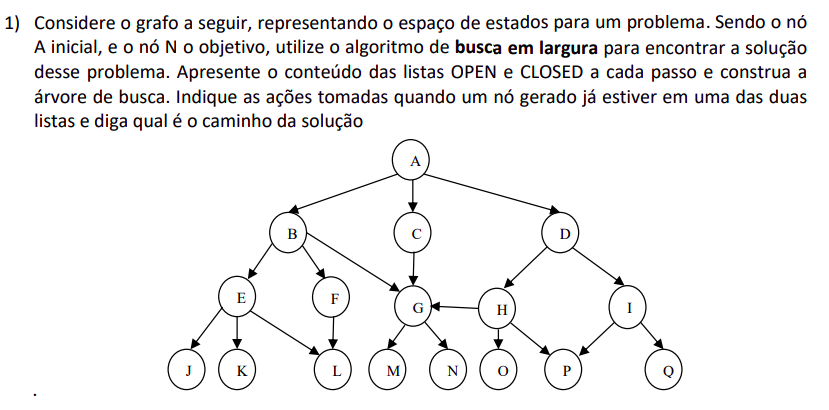 1) Considere o grafo a seguir, representando o espaço de estados para um problema. Sendo o nó
A inicial, e o nó N o objetivo, utilize o algoritmo de busca em largura para encontrar a solução
desse problema. Apresente o conteúdo das listas OPEN e CLOSED a cada passo e construa a
árvore de busca. Indique as ações tomadas quando um nó gerado já estiver em uma das duas
listas e diga qual é o caminho da solução
A
B C D
E F G H I
J K L M N O P Q
.